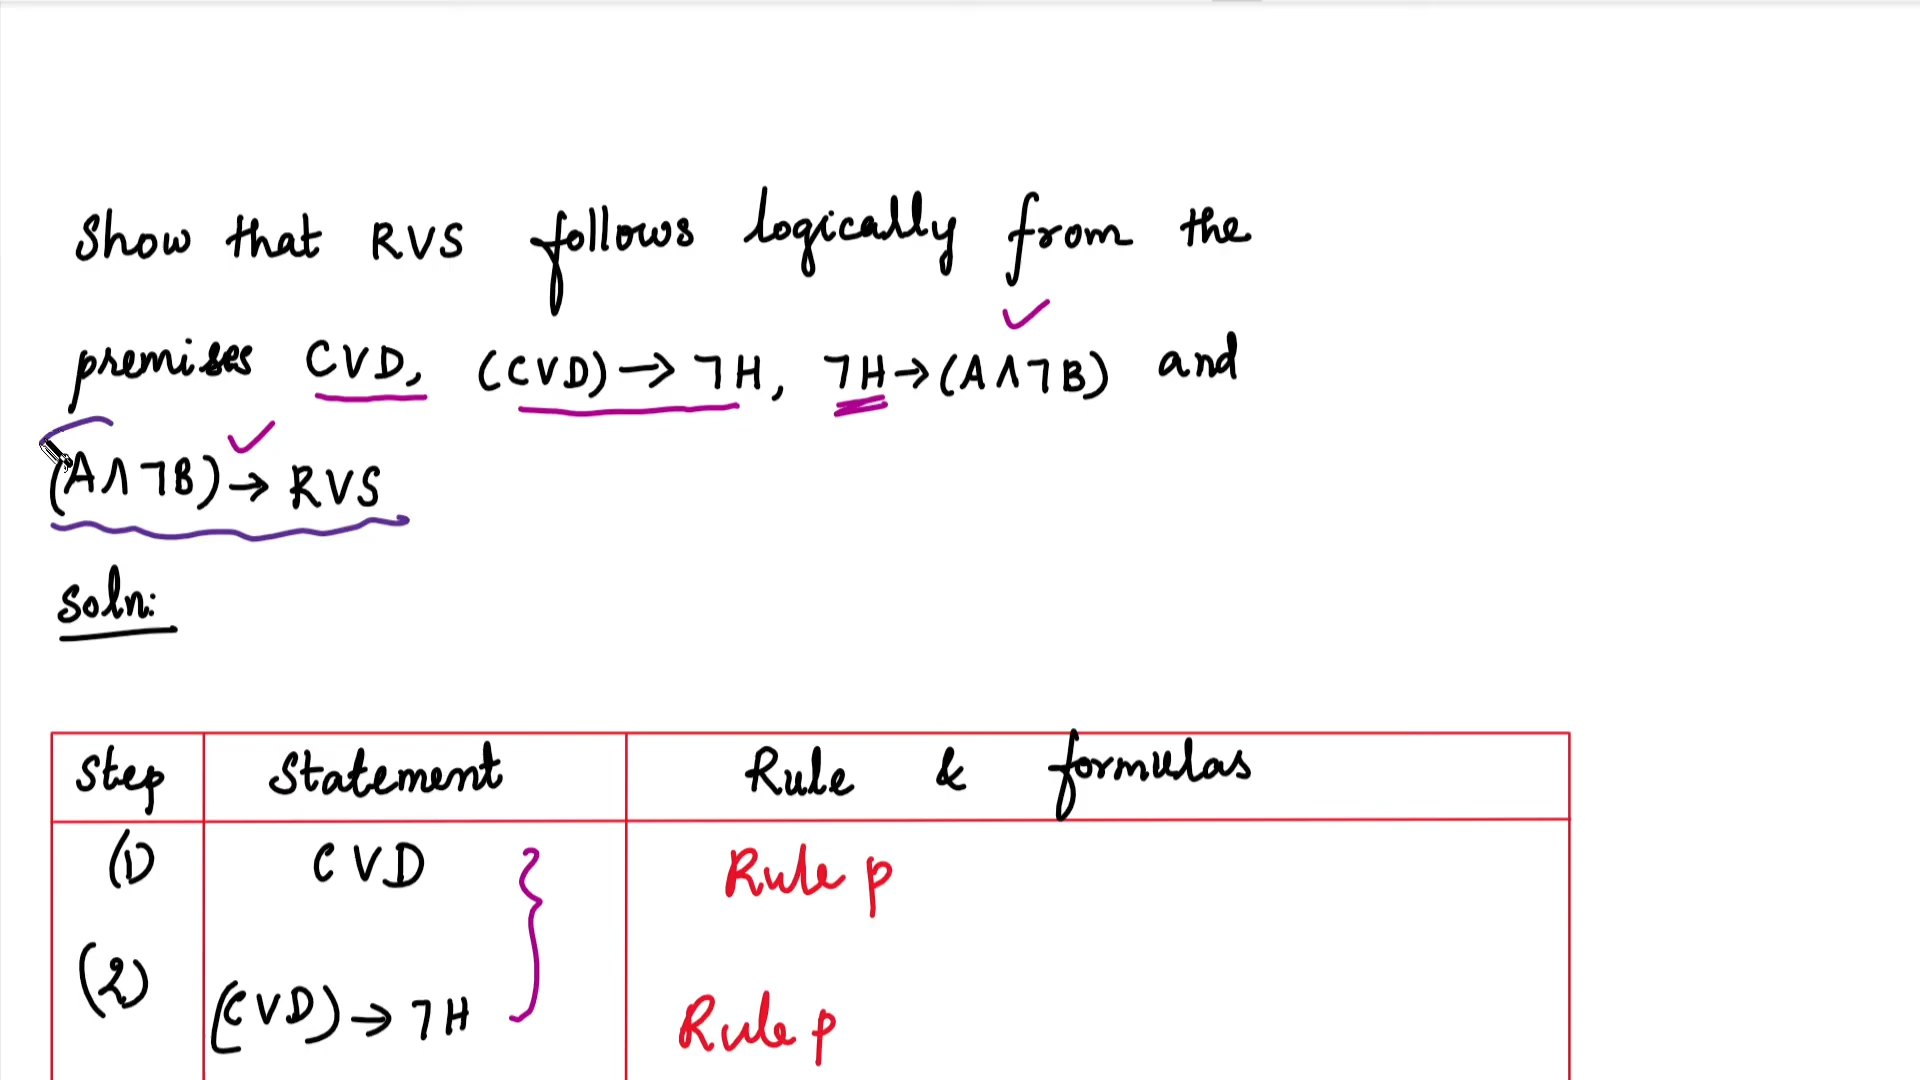 Show that RVS follows logically from the
premises CVD, (CVD)→¬H, ¬H→(A∧¬B) and
(A∧¬B)→RVS
Soln:
Step Statement Rule & formulas
(1) CVD Rule p
(2) (CVD)→¬H Rule p